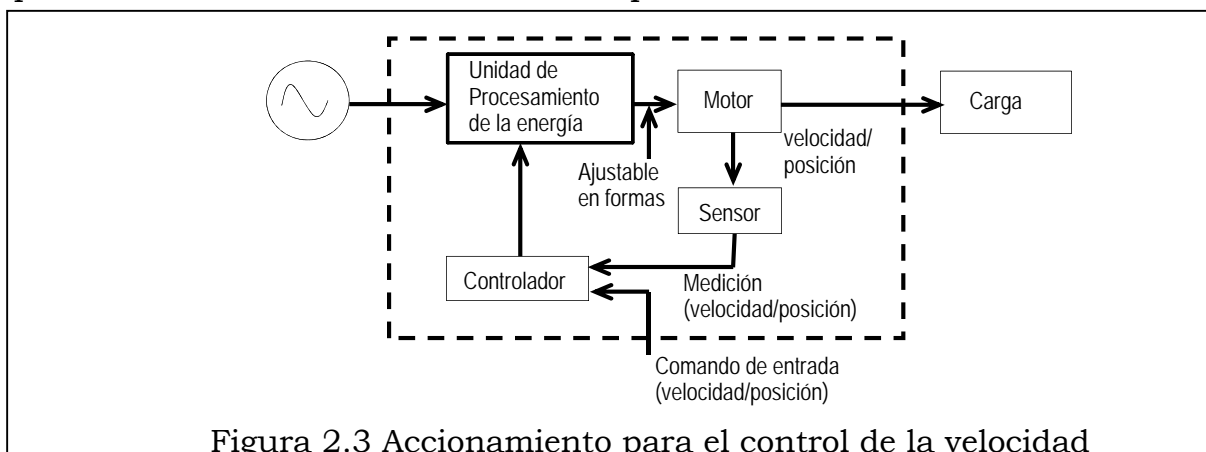 Unidad de
Procesamiento
de la energía
Motor
Carga
velocidad/
posición
Ajustable
en formas
Sensor
Controlador
Medición
(velocidad/posición)
Comando de entrada
(velocidad/posición)
Figura 2.3 Accionamiento para el control de la velocidad